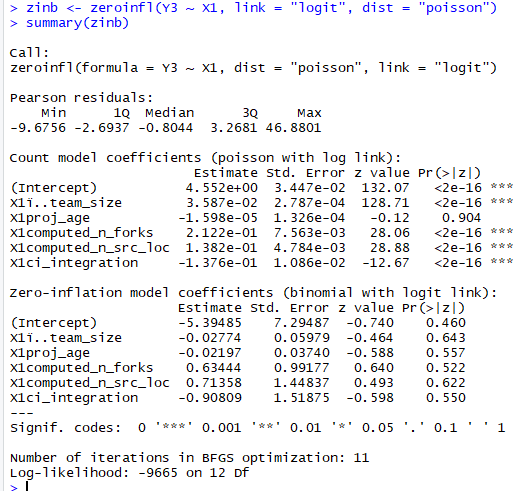 > zinb <- zeroinfl(Y3 ~ X1, link = "logit", dist = "poisson")
> summary(zinb)

Call:
zeroinfl(formula = Y3 ~ X1, dist = "poisson", link = "logit")

Pearson residuals:
    Min      1Q  Median      3Q     Max
-9.6756 -2.6937 -0.8044  3.2681 46.8801

Count model coefficients (poisson with log link):
                       Estimate Std. Error z value Pr(>|z|)
(Intercept)           4.552e+00  3.447e-02  132.07   <2e-16 ***
X1ï..team_size        3.587e-02  2.787e-04  128.71   <2e-16 ***
X1proj_age           -1.598e-05  1.326e-04   -0.12    0.904
X1computed_n_forks    2.122e-01  7.563e-03   28.06   <2e-16 ***
X1computed_n_src_loc  1.382e-01  4.784e-03   28.88   <2e-16 ***
X1ci_integration     -1.376e-01  1.086e-02  -12.67   <2e-16 ***

Zero-inflation model coefficients (binomial with logit link):
                     Estimate Std. Error z value Pr(>|z|)
(Intercept)          -5.39485    7.29487  -0.740    0.460
X1ï..team_size       -0.02774    0.05979  -0.464    0.643
X1proj_age           -0.02197    0.03740  -0.588    0.557
X1computed_n_forks    0.63444    0.99177   0.640    0.522
X1computed_n_src_loc  0.71358    1.44837   0.493    0.622
X1ci_integration     -0.90809    1.51875  -0.598    0.550
---
Signif. codes:  0 '***' 0.001 '**' 0.01 '*' 0.05 '.' 0.1 ' ' 1

Number of iterations in BFGS optimization: 11
Log-likelihood: -9665 on 12 Df
>